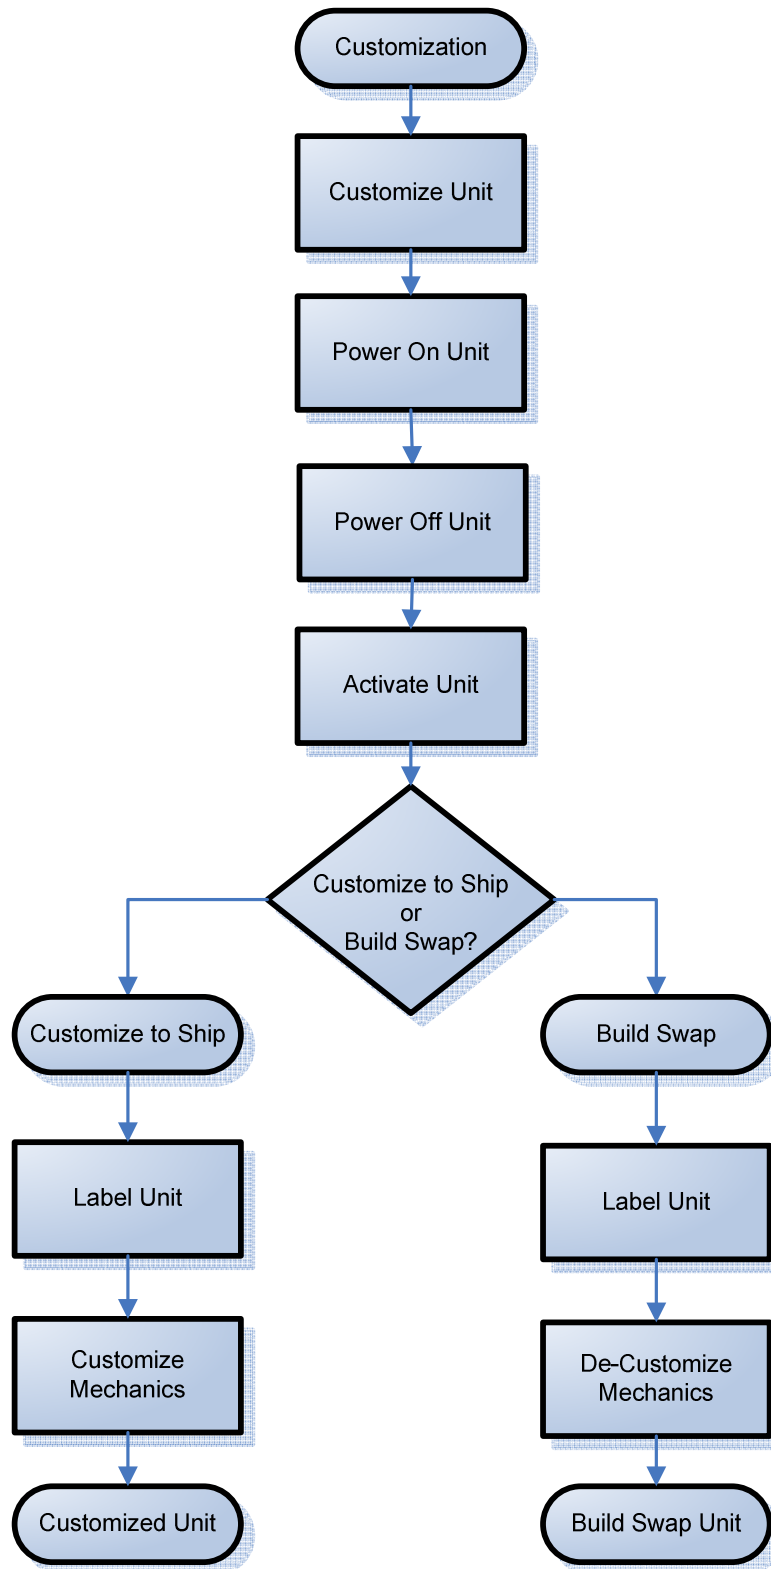 Customization
Customize Unit
Power On Unit
Power Off Unit
Activate Unit
Customize to Ship
or
Build Swap?
Customize to Ship
Label Unit
Customize
Mechanics
Customized Unit
Build Swap
Label Unit
De-Customize
Mechanics
Build Swap Unit